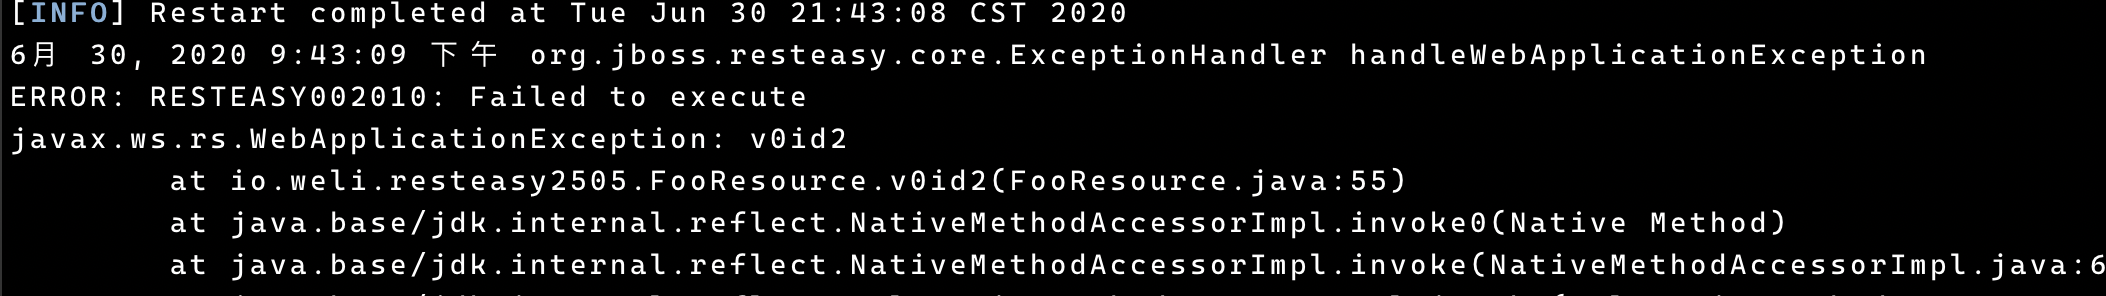 [INFO] Restart completed at Tue Jun 30 21:43:08 CST 2020
6月 30, 2020 9:43:09 下午 org.jboss.resteasy.core.ExceptionHandler handleWebApplicationException
ERROR: RESTEASY002010: Failed to execute
javax.ws.rs.WebApplicationException: v0id2
at io.weli.resteasy2505.FooResource.v0id2(FooResource.java:55)
at java.base/jdk.internal.reflect.NativeMethodAccessorImpl.invoke0(Native Method)
at java.base/jdk.internal.reflect.NativeMethodAccessorImpl.invoke(NativeMethodAccessorImpl.java:6